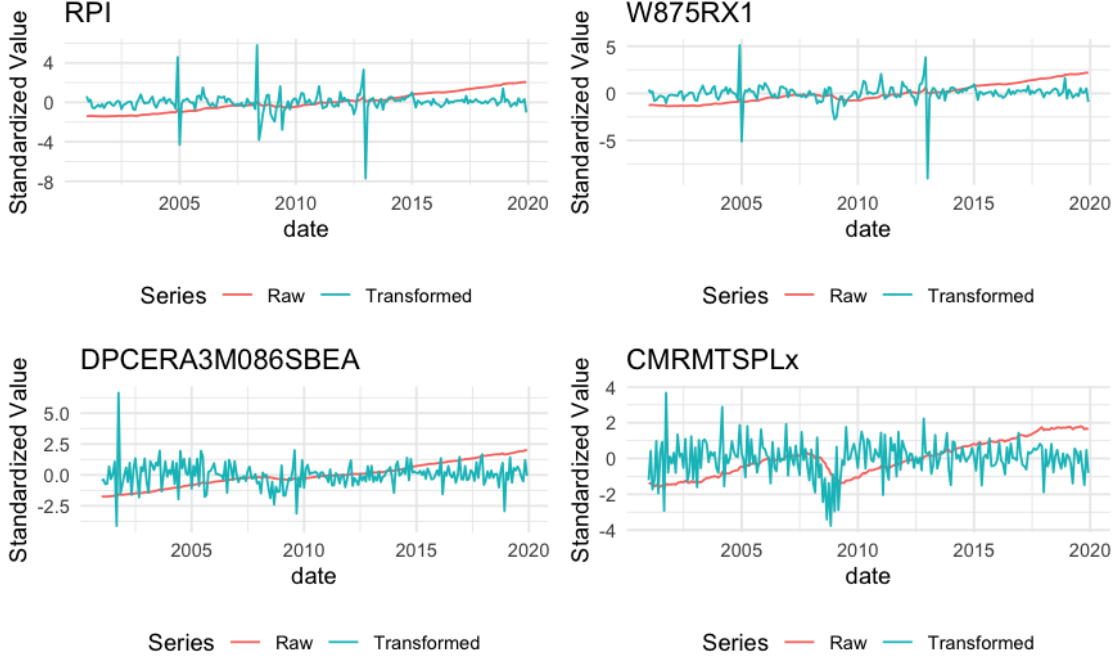 RPI
Standardized Value
4
0
-4
-8
2005 2010 2015 2020
date
Series Raw Transformed
W875RX1
Standardized Value
5
0
-5
2005 2010 2015 2020
date
Series Raw Transformed
DPCERA3M086SBEA
Standardized Value
5.0
2.5
0.0
-2.5
2005 2010 2015 2020
date
Series Raw Transformed
CMRMTSPLx
Standardized Value
4
2
0
-2
-4
2005 2010 2015 2020
date
Series Raw Transformed